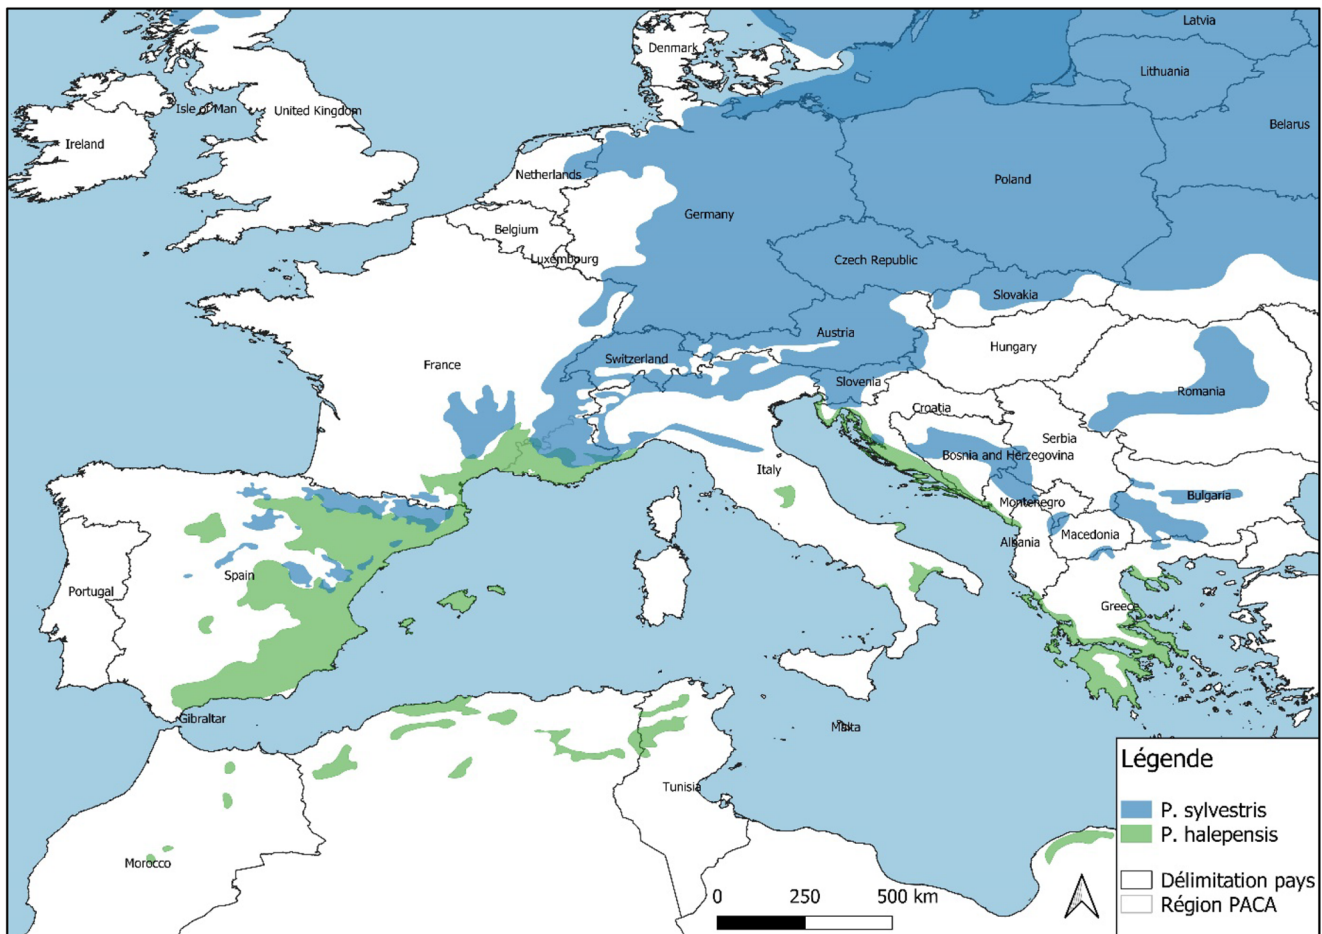 Latvia
Denmark
Lithuania
Isle of Man
United Kingdom
Belarus
Ireland
Netherlands
Poland
Germany
Belgium
Luxembourg
Czech Republic
Slovakia
Austria
Hungary
Switzerland
France
Slovenia
Romania
Croatia
Serbia
Bosnia and Herzegovina
Italy
Bulgaria
Montenegro
Macedonia
Albania
Spain
Portugal
Greece
Gibraltar
Malta
Tunisia
Morocco
Légende
P. sylvestris
P. halepensis
Délimitation pays
Région PACA
0 250 500 km